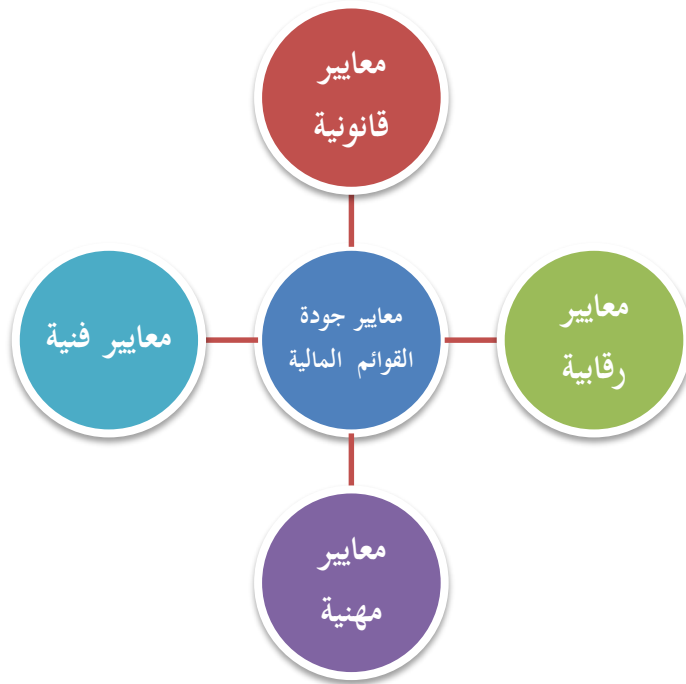 معايير
قانونية
معايير
رقابية
معايير جودة
القوائم المالية
معايير فنية
معايير
مهنية